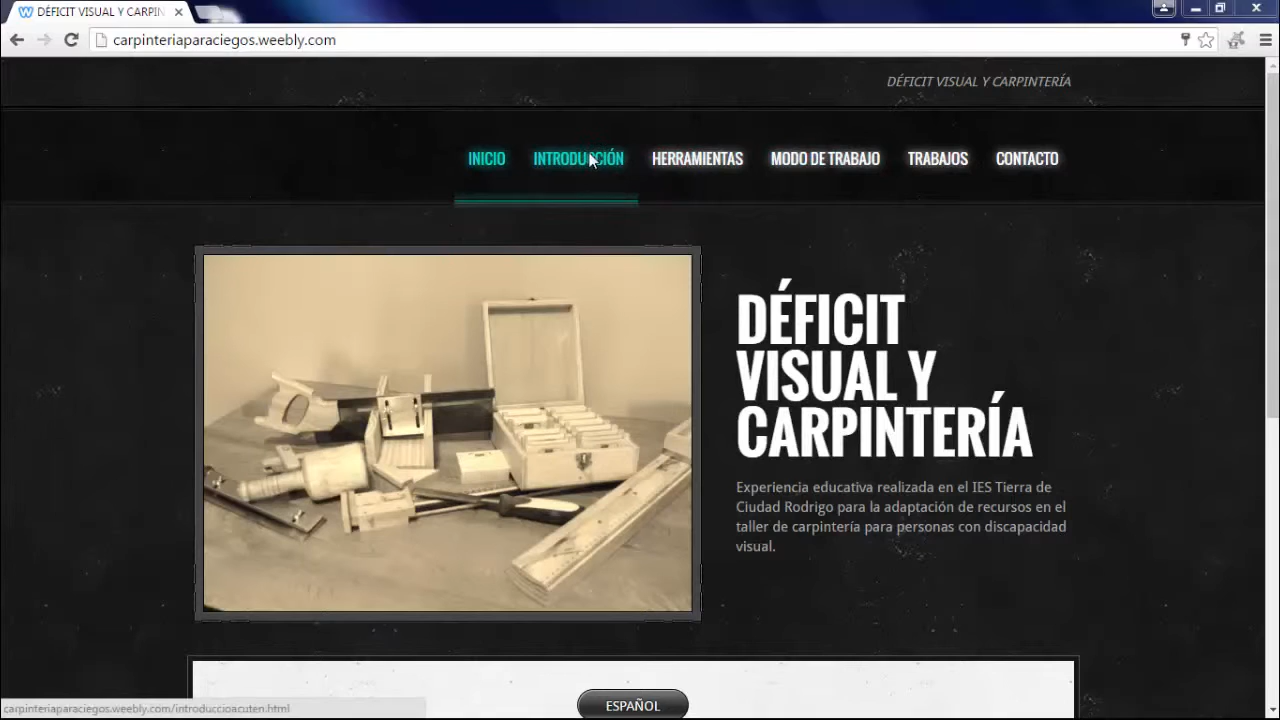 DÉFICIT VISUAL Y CARPIN
carpinteriaparaciegos.weebly.com
DÉFICIT VISUAL Y CARPINTERÍA
INICIO INTRODUCCIÓN HERRAMIENTAS MODO DE TRABAJO TRABAJOS CONTACTO
DÉFICIT
VISUAL Y
CARPINTERÍA
Experiencia educativa realizada en el IES Tierra de
Ciudad Rodrigo para la adaptación de recursos en el
taller de carpintería para personas con discapacidad
visual.
ESPAÑOL
carpinteriaparaciegos.weebly.com/introduccioacuten.html